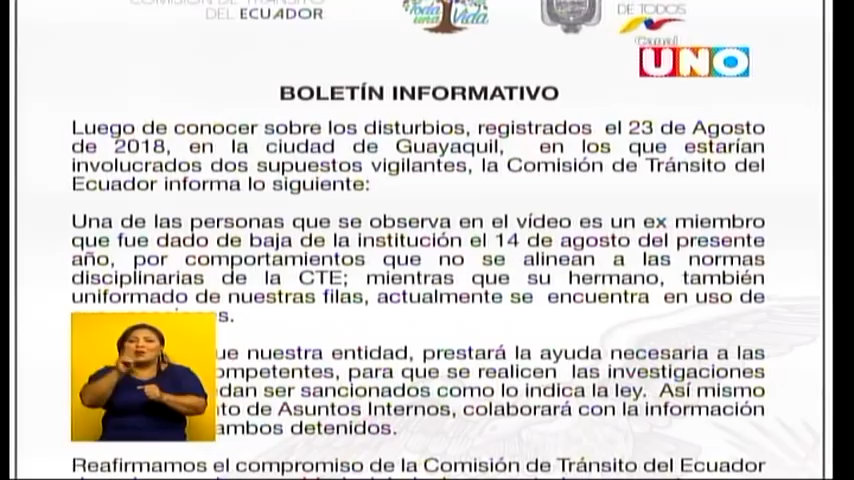 COMISIÓN DE TRÁNSITO
DEL ECUADOR
Toda
una Vida
DE TODOS
Canal
UNO
BOLETÍN INFORMATIVO
Luego de conocer sobre los disturbios, registrados el 23 de Agosto
de 2018, en la ciudad de Guayaquil, en los que estarían
involucrados dos supuestos vigilantes, la Comisión de Tránsito del
Ecuador informa lo siguiente:
Una de las personas que se observa en el vídeo es un ex miembro
que fue dado de baja de la institución el 14 de agosto del presente
año, por comportamientos que no se alinean a las normas
disciplinarias de la CTE; mientras que su hermano, también
uniformado de nuestras filas, actualmente se encuentra en uso de
s.
ue nuestra entidad, prestará la ayuda necesaria a las
ompetentes, para que se realicen las investigaciones
dan ser sancionados como lo indica la ley. Así mismo
to de Asuntos Internos, colaborará con la información
ambos detenidos.
Reafirmamos el compromiso de la Comisión de Tránsito del Ecuador